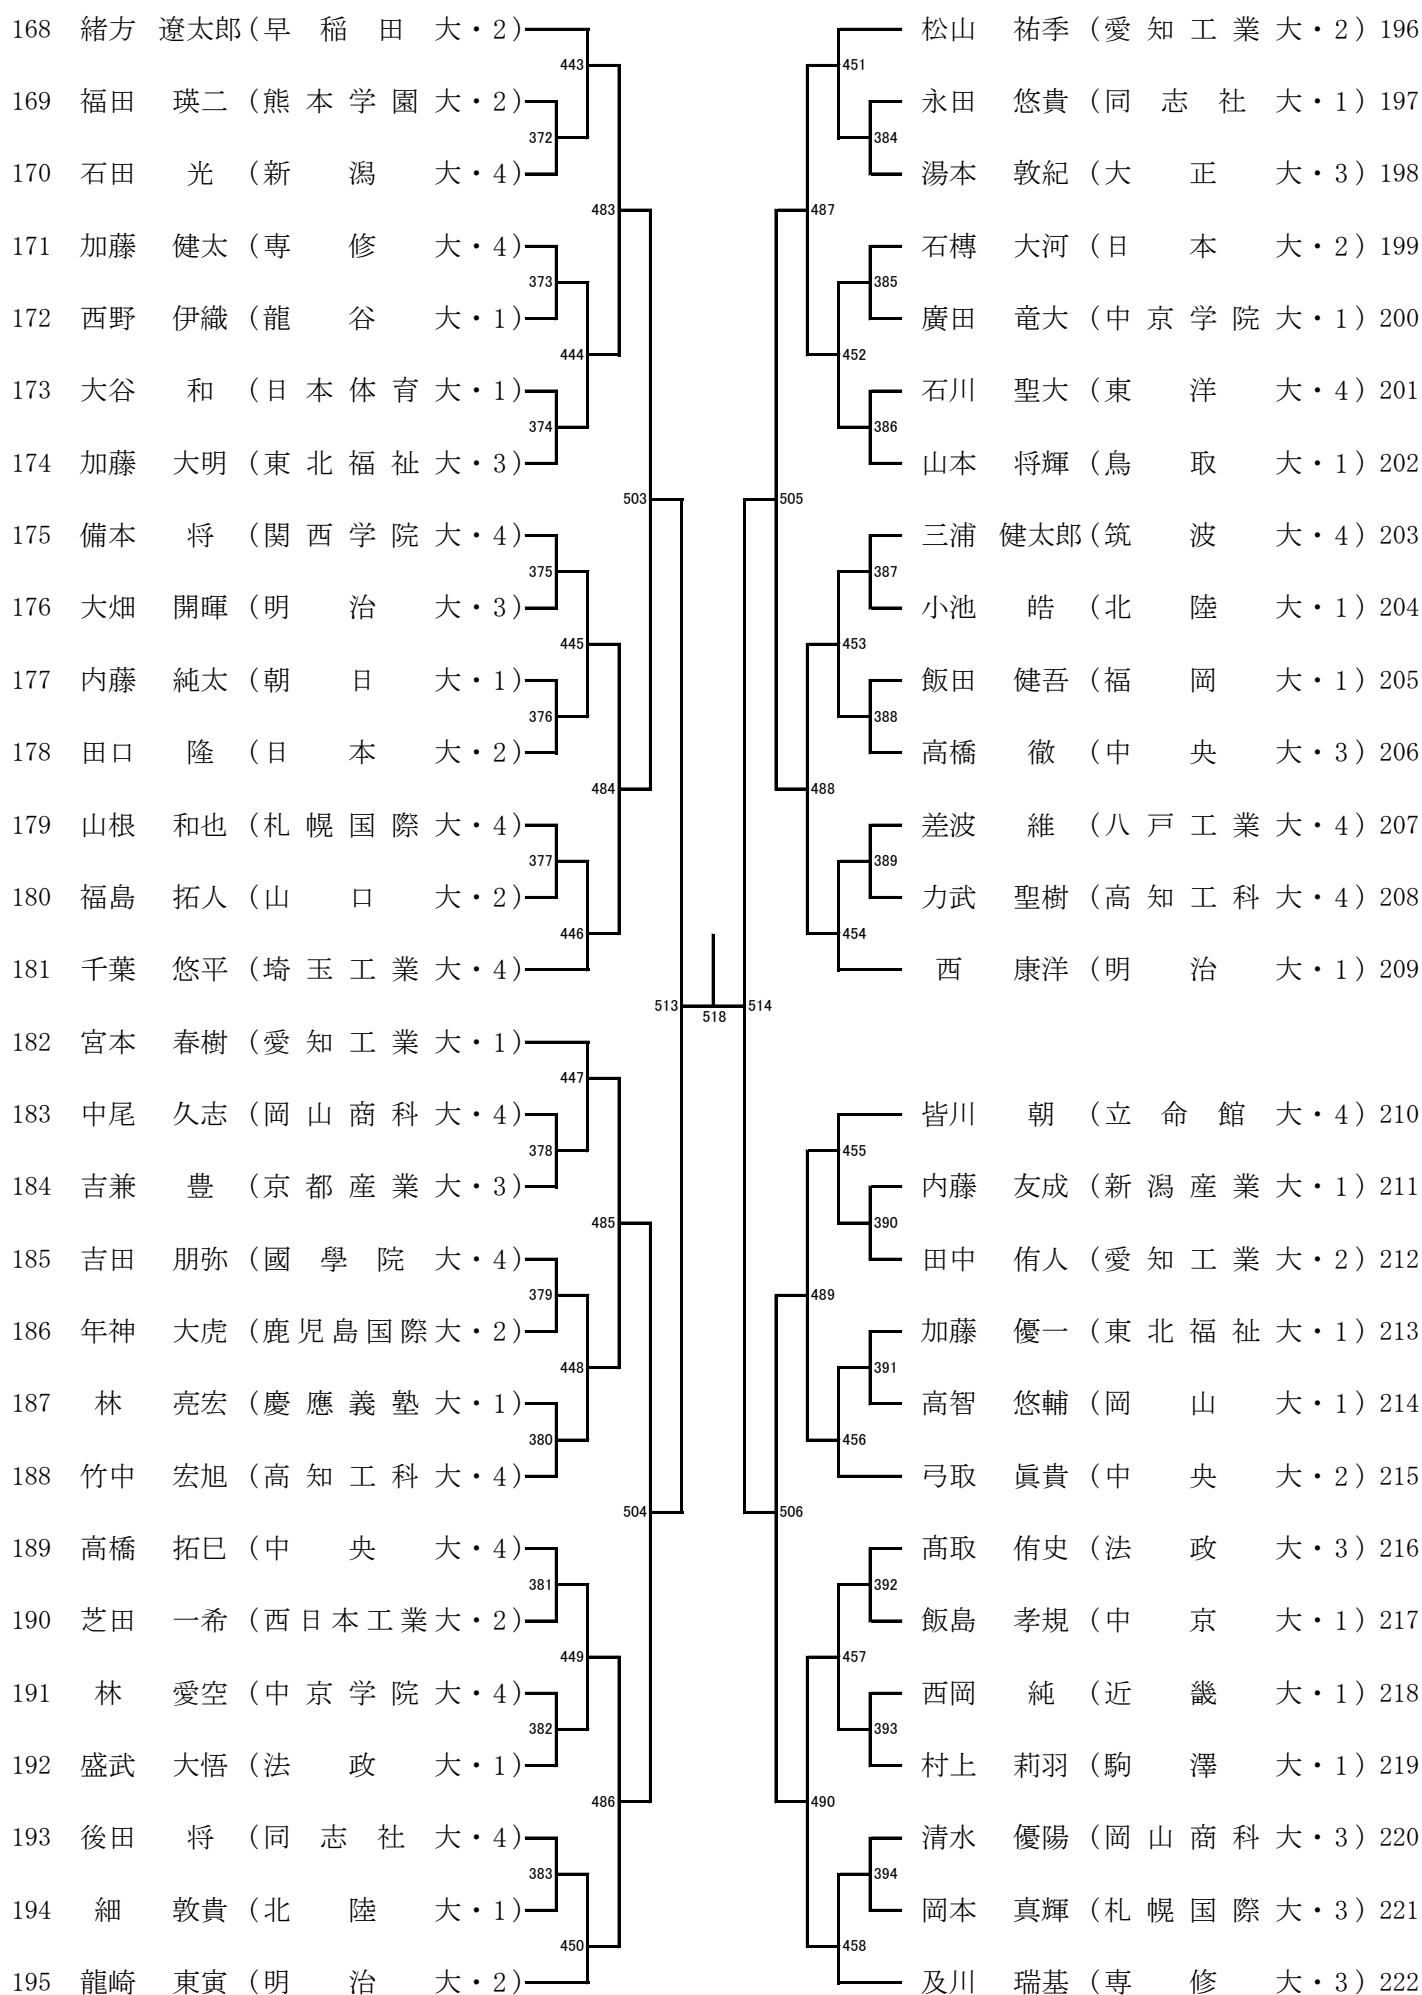 168 緒方 遼太郎 (早稲田大・2)
443
169 福田 瑛二 (熊本学園大・2)
372
170 石田 光 (新潟大・4)
483
171 加藤 健太 (専修大・4)
373
172 西野 伊織 (龍谷大・1)
444
173 大谷 和 (日本体育大・1)
374
174 加藤 大明 (東北福祉大・3)
503
175 備本 将 (関西学院大・4)
375
176 大畑 開暉 (明治大・3)
445
177 内藤 純太 (朝日大・1)
376
178 田口 隆 (日本大・2)
484
179 山根 和也 (札幌国際大・4)
377
180 福島 拓人 (山口大・2)
446
181 千葉 悠平 (埼玉工業大・4)
513
182 宮本 春樹 (愛知工業大・1)
447
183 中尾 久志 (岡山商科大・4)
378
184 吉兼 豊 (京都産業大・3)
485
185 吉田 朋弥 (國學院大・4)
379
186 年神 大虎 (鹿児島国際大・2)
448
187 林 亮宏 (慶應義塾大・1)
380
188 竹中 宏旭 (高知工科大・4)
504
189 高橋 拓巳 (中央大・4)
381
190 芝田 一希 (西日本工業大・2)
449
191 林 愛空 (中京学院大・4)
382
192 盛武 大悟 (法政大・1)
486
193 後田 将 (同志社大・4)
383
194 細 敦貴 (北陸大・1)
450
195 龍崎 東寅 (明治大・2)
518
松山 祐季 (愛知工業大・2) 196
451
永田 悠貴 (同志社大・1) 197
384
湯本 敦紀 (大正大・3) 198
487
石榑 大河 (日本大・2) 199
385
廣田 竜大 (中京学院大・1) 200
452
石川 聖大 (東洋大・4) 201
386
山本 将輝 (鳥取大・1) 202
505
三浦 健太郎 (筑波大・4) 203
387
小池 皓 (北陸大・1) 204
453
飯田 健吾 (福岡大・1) 205
388
高橋 徹 (中央大・3) 206
488
差波 維 (八戸工業大・4) 207
389
力武 聖樹 (高知工科大・4) 208
454
西 康洋 (明治大・1) 209
514
皆川 朝 (立命館大・4) 210
455
内藤 友成 (新潟産業大・1) 211
390
田中 侑人 (愛知工業大・2) 212
489
加藤 優一 (東北福祉大・1) 213
391
高智 悠輔 (岡山大・1) 214
456
弓取 眞貴 (中央大・2) 215
506
髙取 侑史 (法政大・3) 216
392
飯島 孝規 (中京大・1) 217
457
西岡 純 (近畿大・1) 218
393
村上 莉羽 (駒澤大・1) 219
490
清水 優陽 (岡山商科大・3) 220
394
岡本 真輝 (札幌国際大・3) 221
458
及川 瑞基 (専修大・3) 222